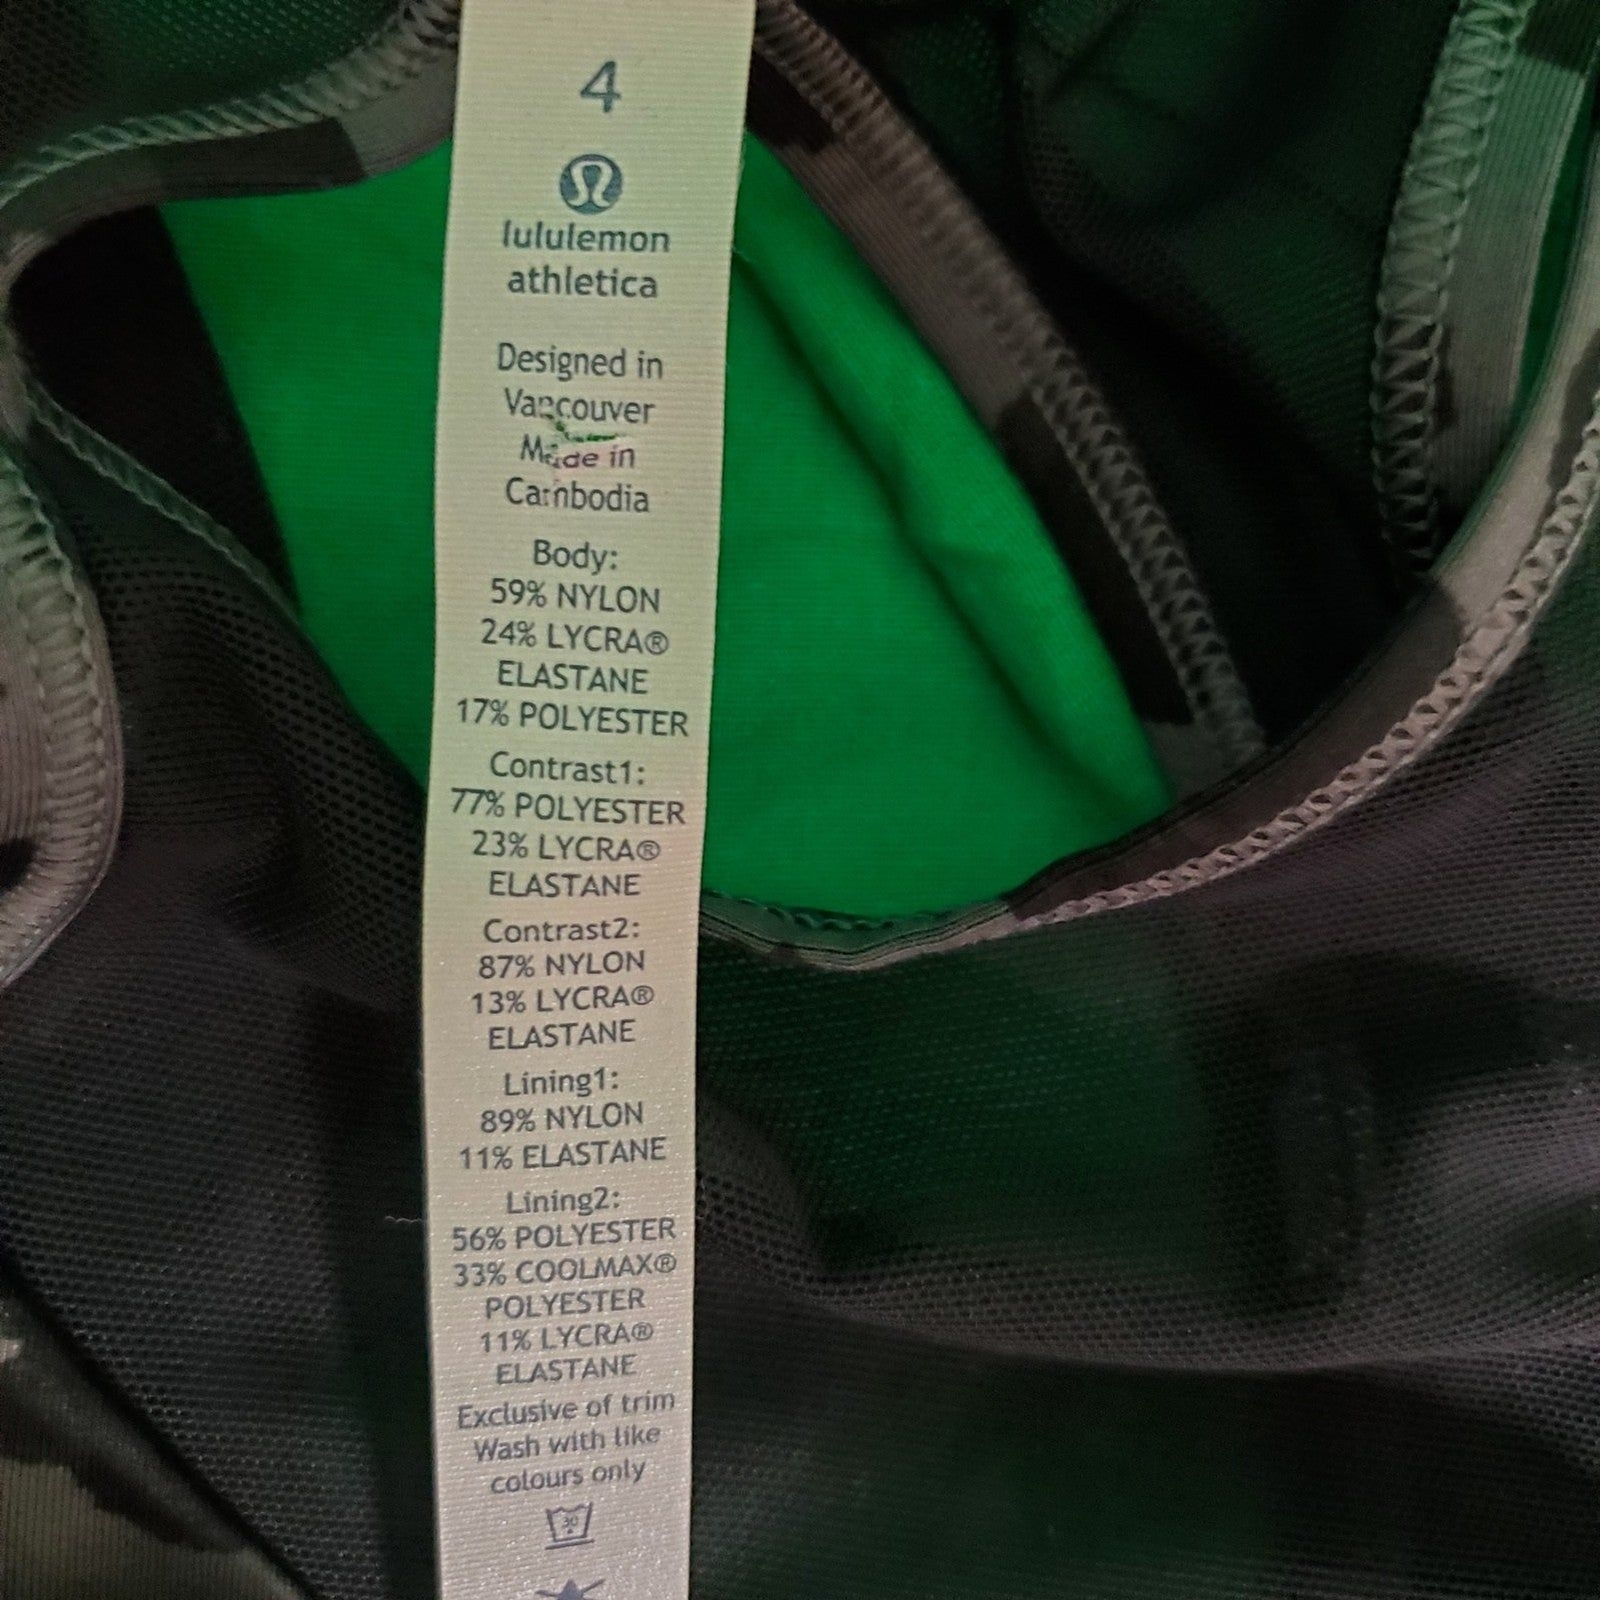 4
lululemon
athletica
Designed in
Vancouver
Made in
Cambodia
Body:
59% NYLON
24% LYCRA®
ELASTANE
17% POLYESTER
Contrast1:
77% POLYESTER
23% LYCRA®
ELASTANE
Contrast2:
87% NYLON
13% LYCRA®
ELASTANE
Lining1:
89% NYLON
11% ELASTANE
Lining2:
56% POLYESTER
33% COOLMAX®
POLYESTER
11% LYCRA®
ELASTANE
Exclusive of trim
Wash with like
colours only
30